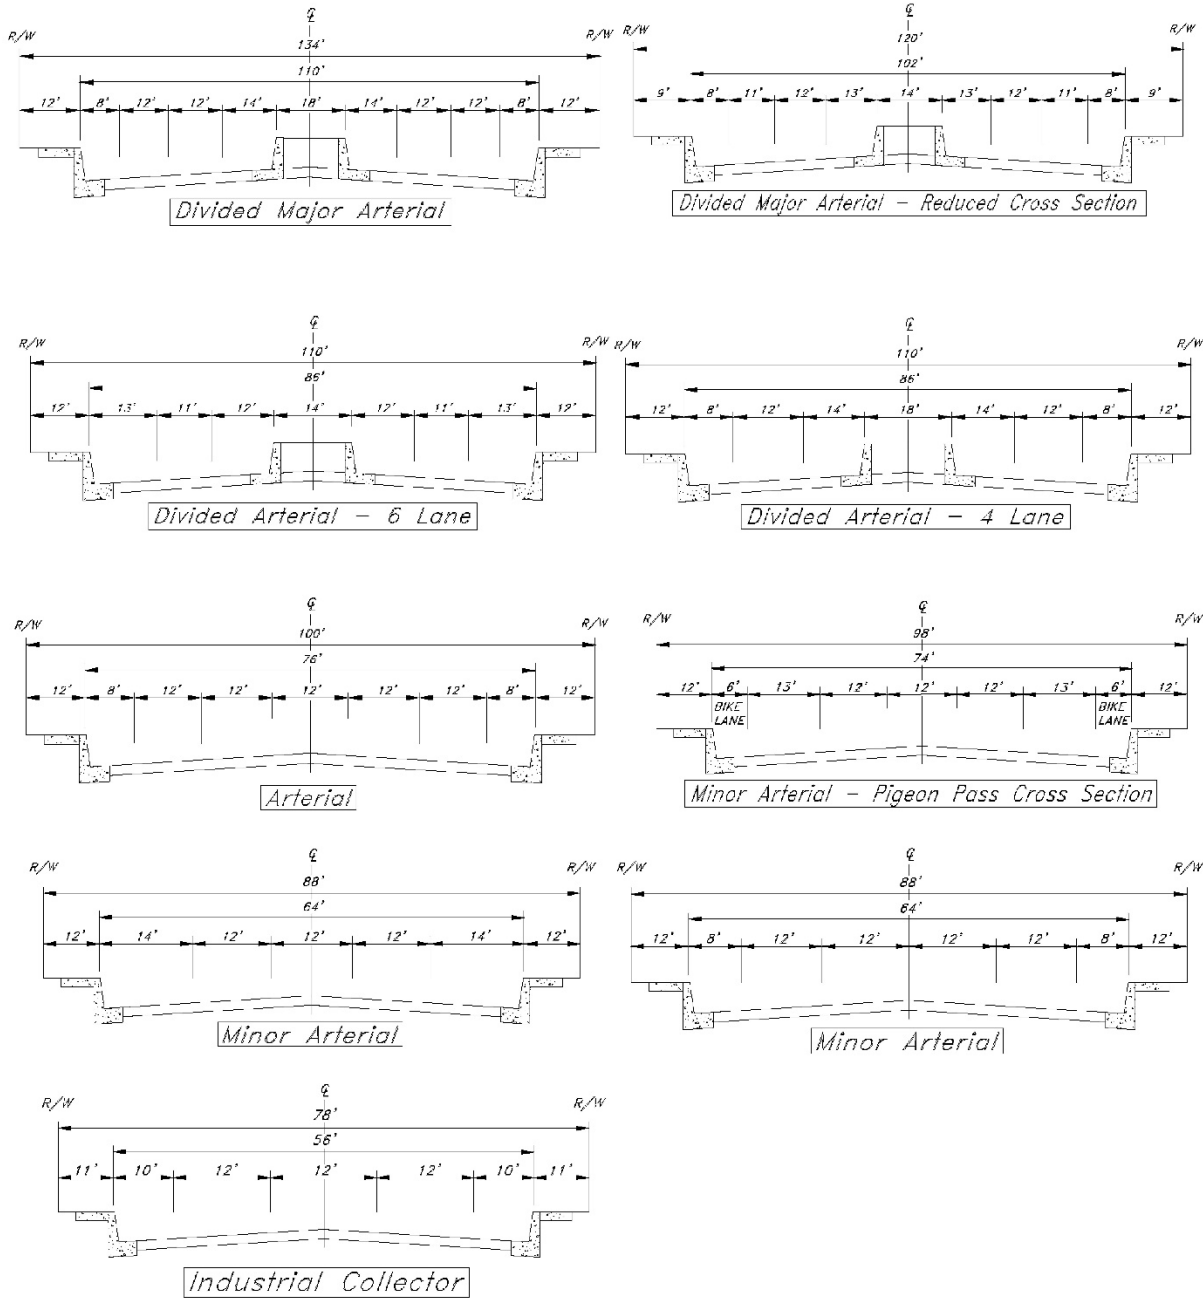 ℄
R/W R/W
134'
110'
12' 8' 12' 12' 14' 18' 14' 12' 12' 8' 12'
Divided Major Arterial
℄
R/W R/W
120'
102'
9' 8' 11' 12' 13' 14' 13' 12' 11' 8' 9'
Divided Major Arterial – Reduced Cross Section
℄
R/W R/W
110'
86'
12' 13' 11' 12' 14' 12' 11' 13' 12'
Divided Arterial – 6 Lane
℄
R/W R/W
110'
86'
12' 8' 12' 14' 18' 14' 12' 8' 12'
Divided Arterial – 4 Lane
℄
R/W R/W
100'
76'
12' 8' 12' 12' 12' 12' 12' 8' 12'
Arterial
℄
R/W R/W
98'
74'
12' 6' 13' 12' 12' 12' 13' 6' 12'
BIKE BIKE
LANE LANE
Minor Arterial – Pigeon Pass Cross Section
℄
R/W R/W
88'
64'
12' 14' 12' 12' 12' 14' 12'
Minor Arterial
℄
R/W R/W
88'
64'
12' 8' 12' 12' 12' 12' 8' 12'
Minor Arterial
℄
R/W R/W
78'
56'
11' 10' 12' 12' 12' 10' 11'
Industrial Collector